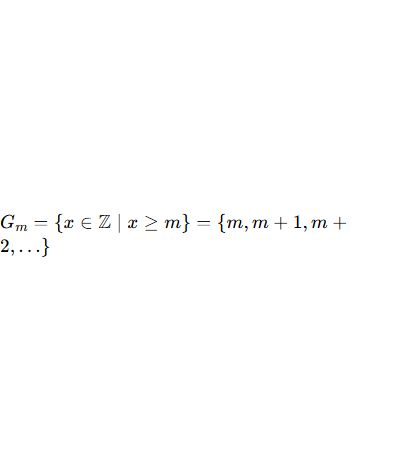 G_m = {x ∈ ℤ | x ≥ m} = {m, m + 1, m +
2, …}